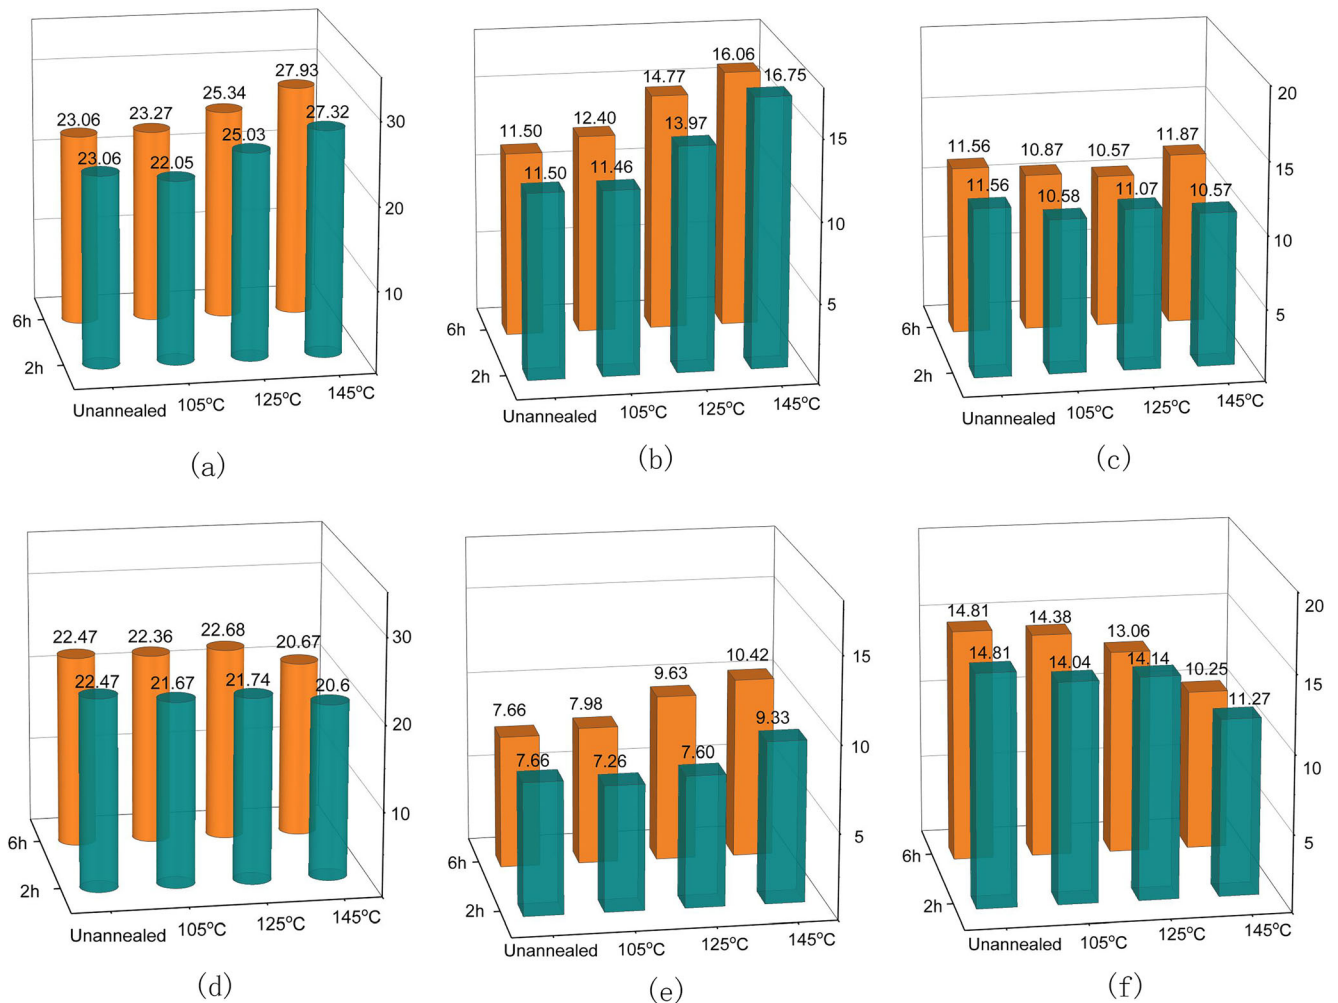 23.06 23.27 25.34 27.93
23.06 22.05 25.03 27.32
30
20
10
6h
2h
Unannealed 105°C 125°C 145°C
(a)
11.50 12.40 14.77 16.06
11.50 11.46 13.97 16.75
15
10
5
6h
2h
Unannealed 105°C 125°C 145°C
(b)
11.56 10.87 10.57 11.87
11.56 10.58 11.07 10.57
20
15
10
5
6h
2h
Unannealed 105°C 125°C 145°C
(c)
22.47 22.36 22.68 20.67
22.47 21.67 21.74 20.6
30
20
10
6h
2h
Unannealed 105°C 125°C 145°C
(d)
7.66 7.98 9.63 10.42
7.66 7.26 7.60 9.33
15
10
5
6h
2h
Unannealed 105°C 125°C 145°C
(e)
14.81 14.38 13.06 10.25
14.81 14.04 14.14 11.27
20
15
10
5
6h
2h
Unannealed 105°C 125°C 145°C
(f)